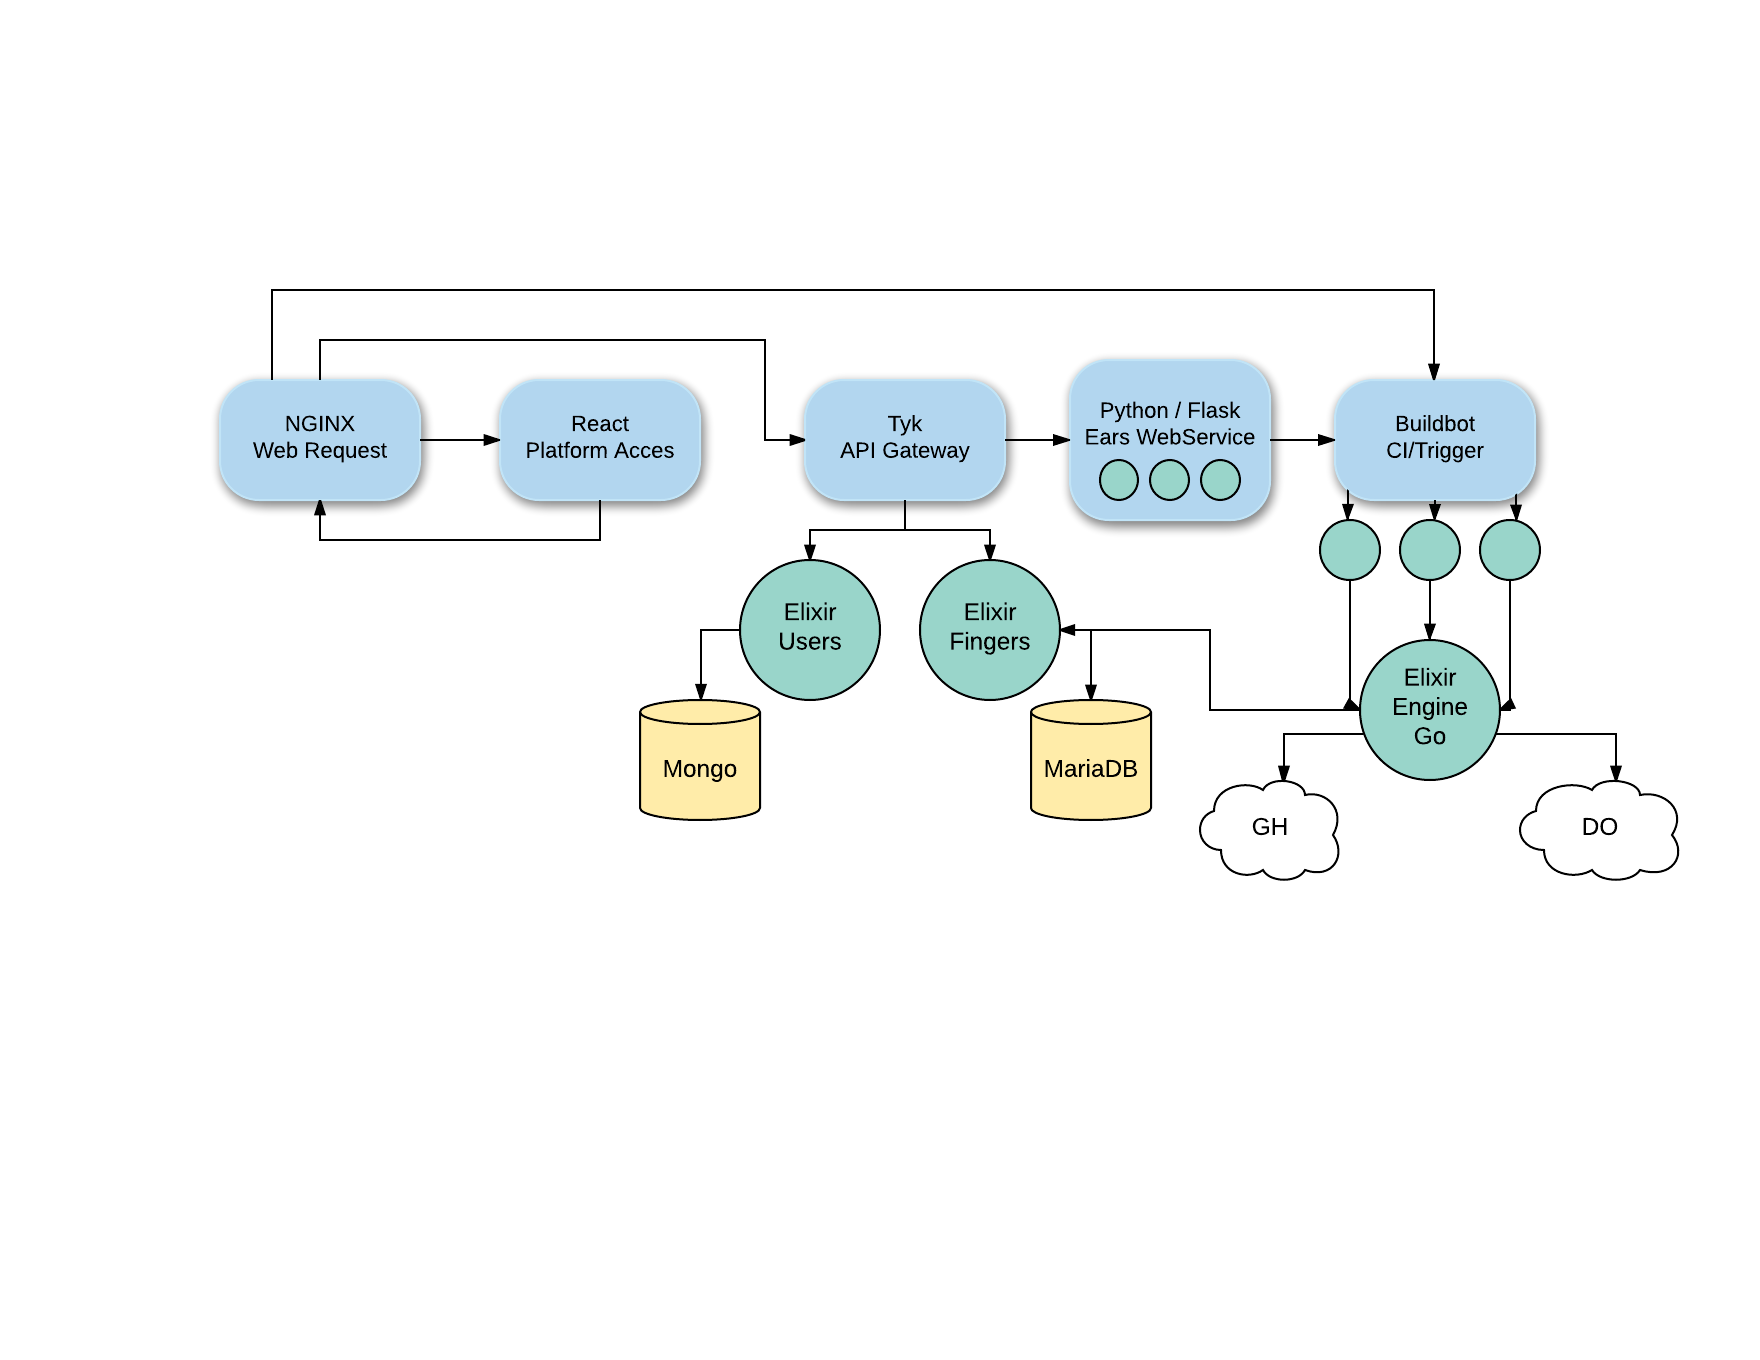 NGINX
Web Request
React
Platform Acces
Tyk
API Gateway
Python / Flask
Ears WebService
Buildbot
CI/Trigger
Elixir
Users
Elixir
Fingers
Elixir
Engine
Go
Mongo
MariaDB
GH
DO